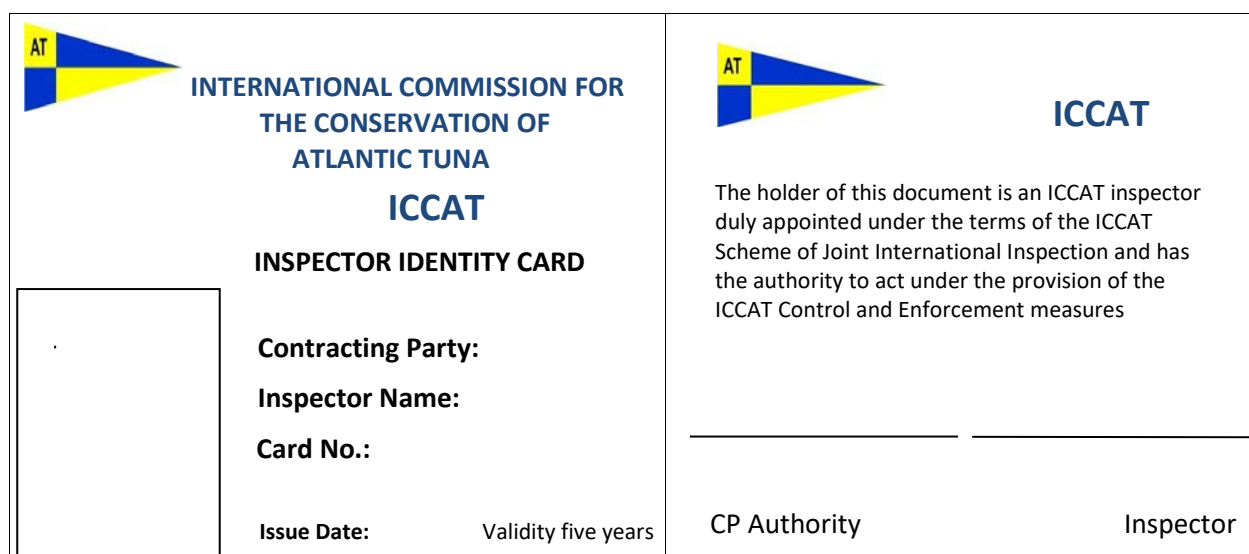 AT
INTERNATIONAL COMMISSION FOR
THE CONSERVATION OF
ATLANTIC TUNA
ICCAT
INSPECTOR IDENTITY CARD
Contracting Party:
Inspector Name:
Card No.:
Issue Date: Validity five years
AT
ICCAT
The holder of this document is an ICCAT inspector
duly appointed under the terms of the ICCAT
Scheme of Joint International Inspection and has
the authority to act under the provision of the
ICCAT Control and Enforcement measures
CP Authority Inspector